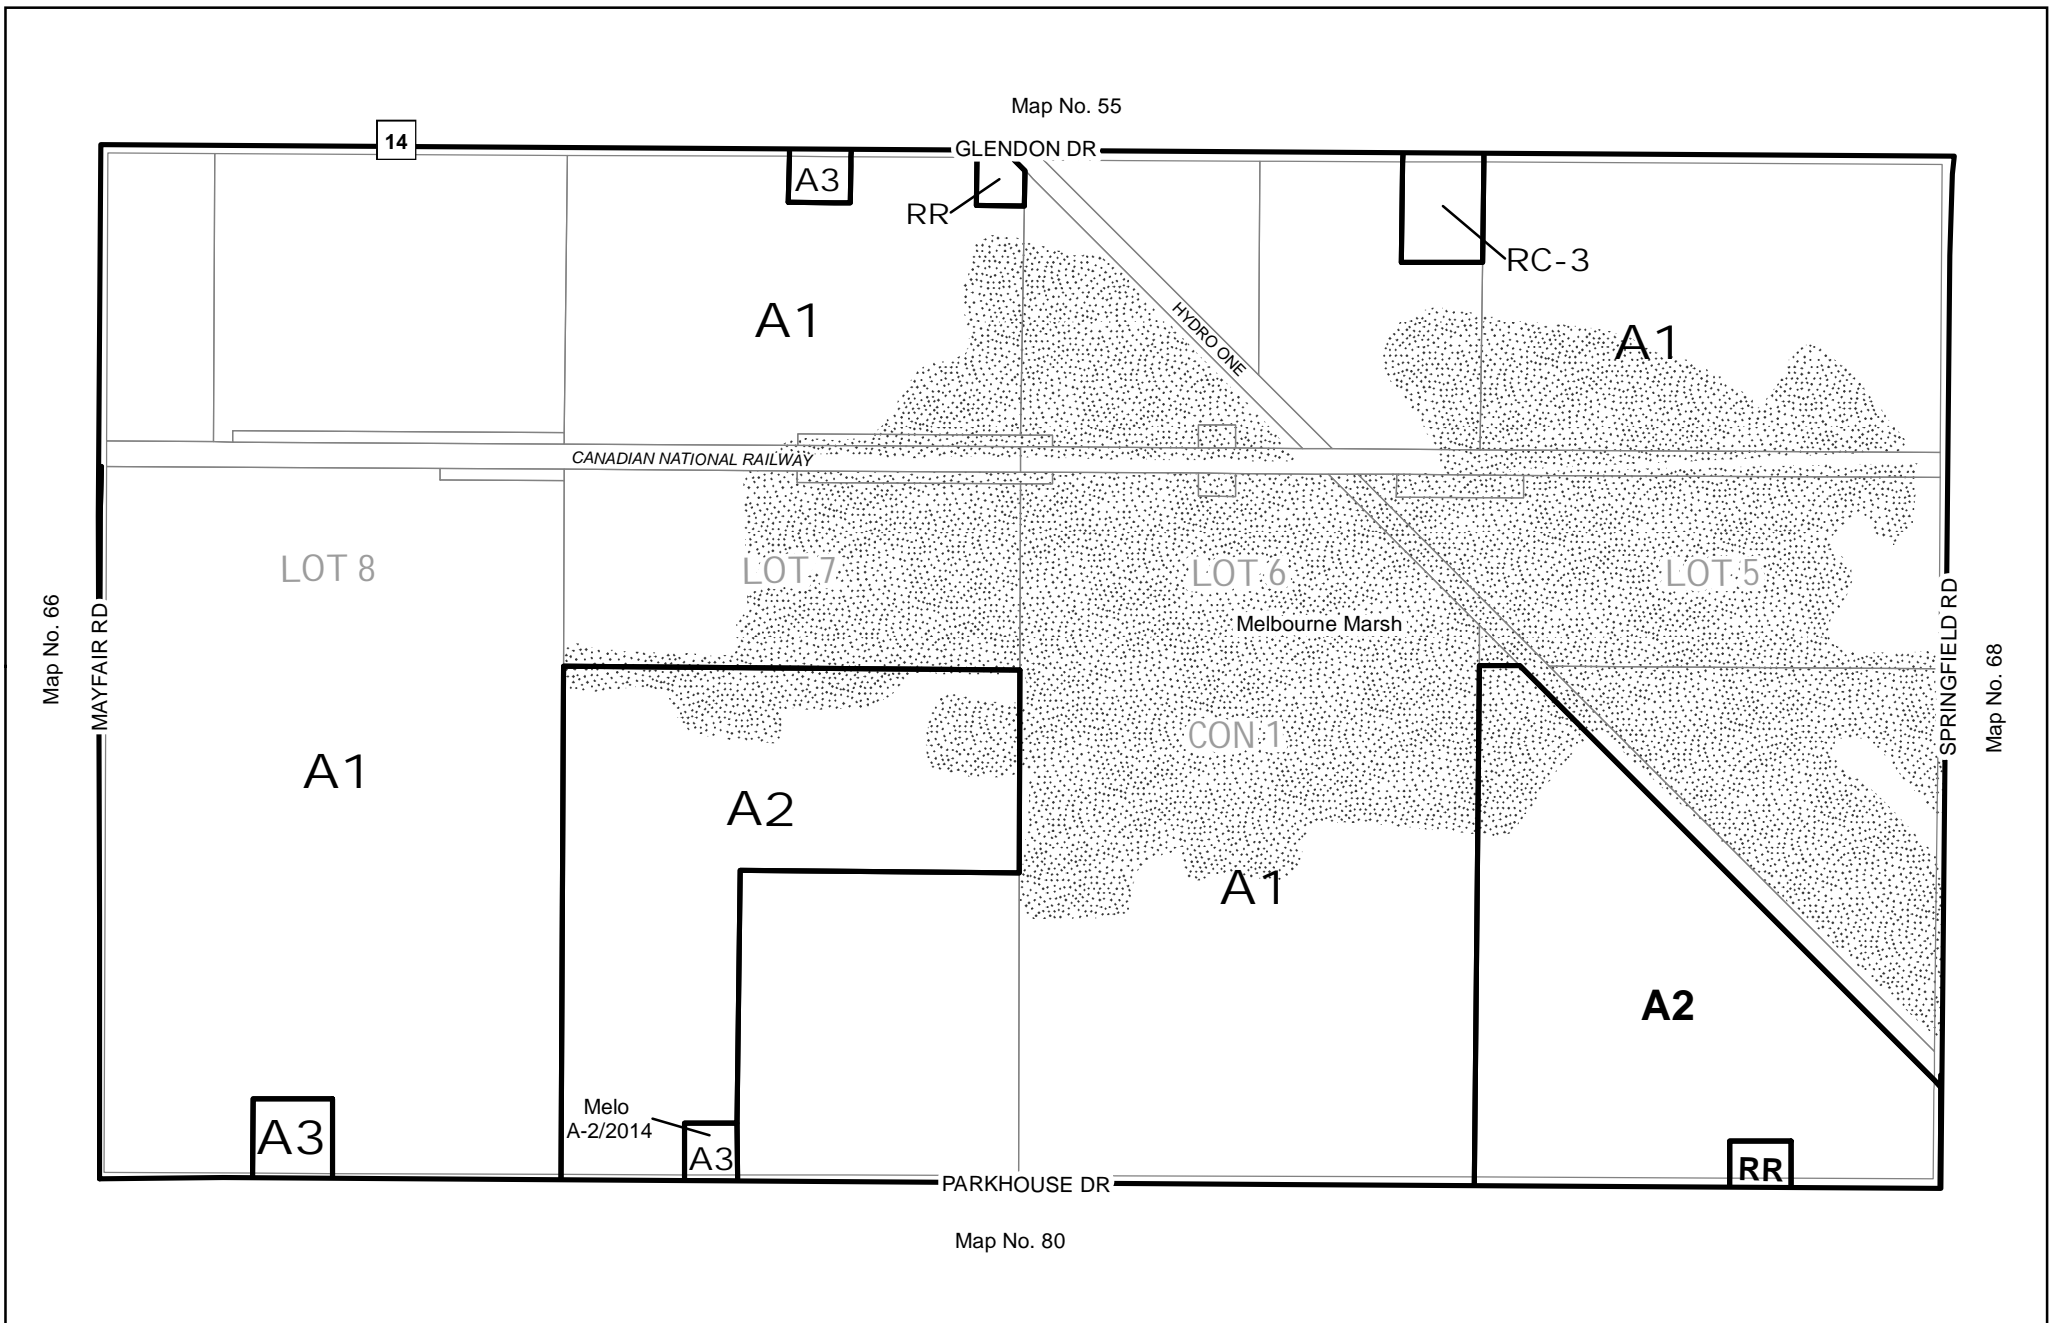 Map No. 55
14
GLENDON DR
A3
RR
RC-3
A1
A1
HYDRO ONE
CANADIAN NATIONAL RAILWAY
LOT 8
LOT 7
LOT 6
LOT 5
Melbourne Marsh
Map No. 66
MAYFAIR RD
SPRINGFIELD RD
Map No. 68
CON 1
A1
A2
A1
A2
Melo
A-2/2014
A3
A3
RR
PARKHOUSE DR
Map No. 80